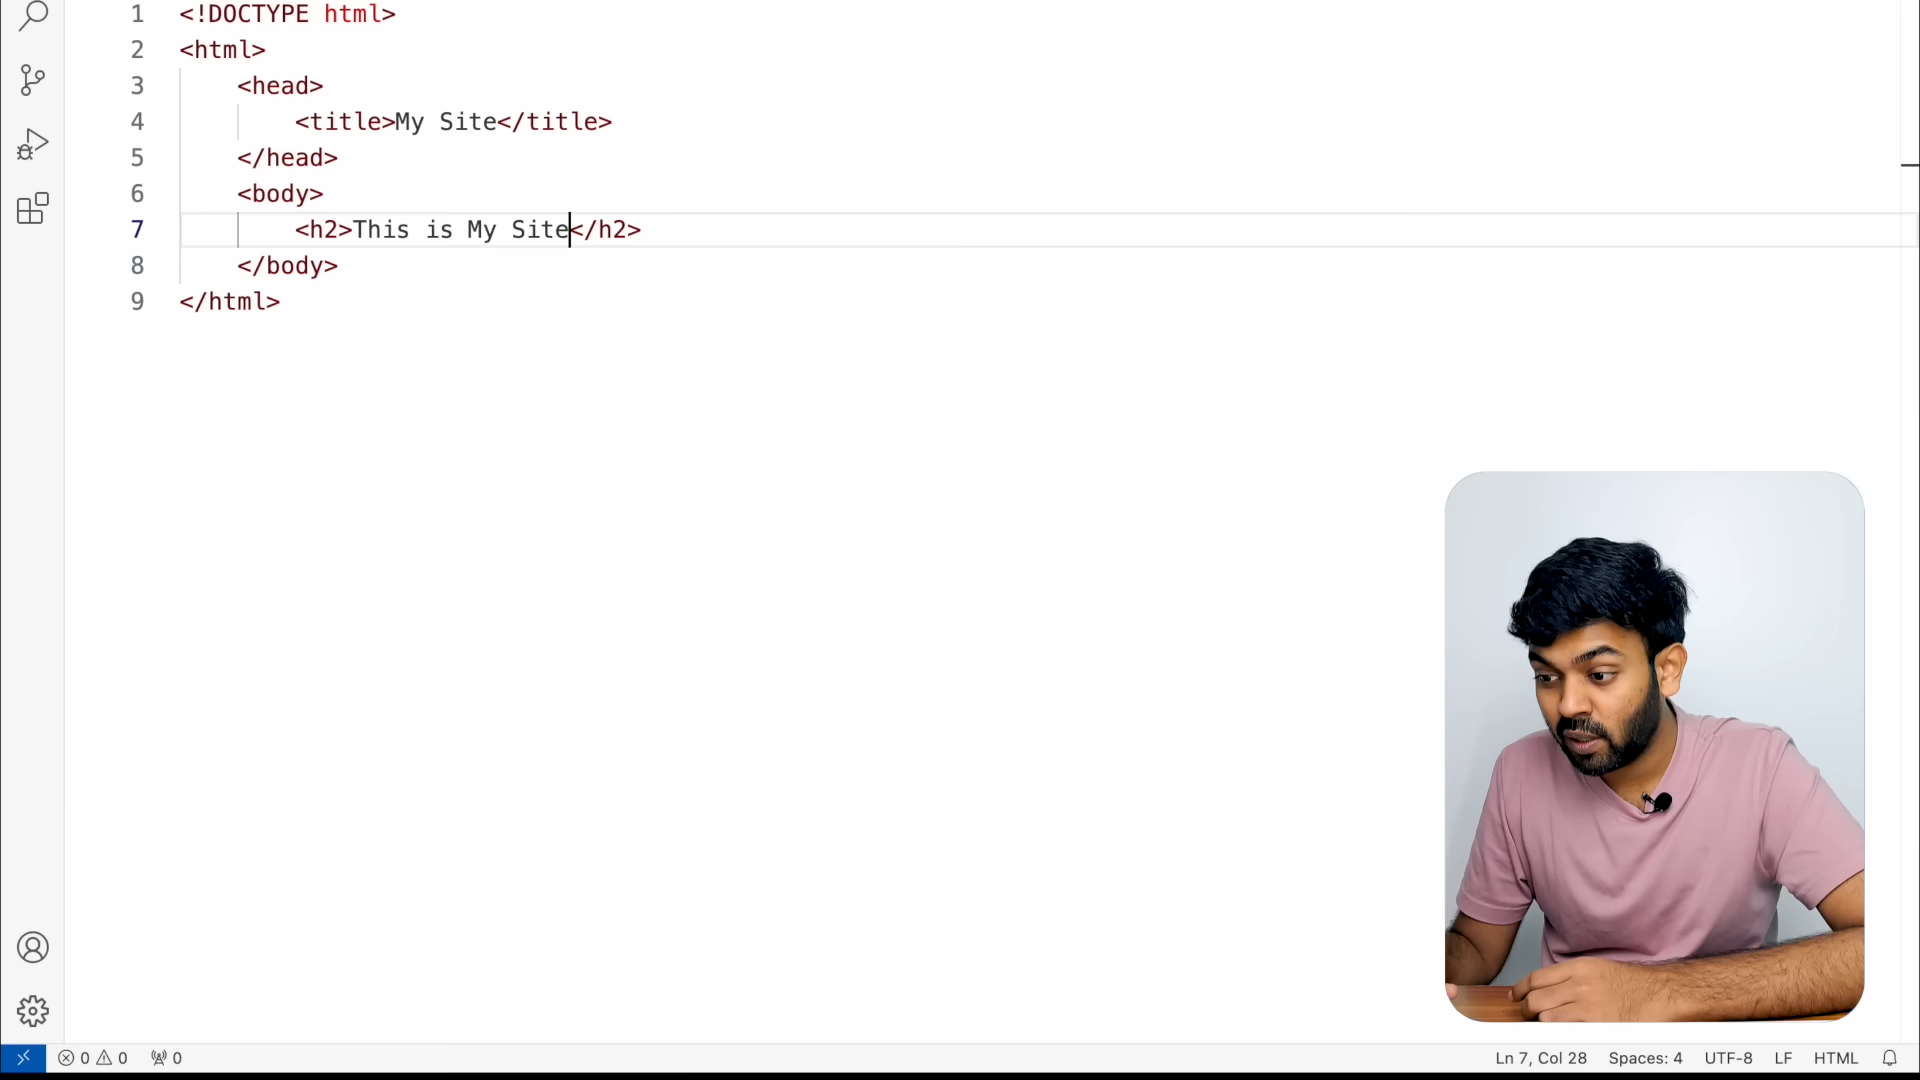 1 <!DOCTYPE html>
2 <html>
3 <head>
4 <title>My Site</title>
5 </head>
6 <body>
7 <h2>This is My Site</h2>
8 </body>
9 </html>
0 0 0 Ln 7, Col 28 Spaces: 4 UTF-8 LF HTML